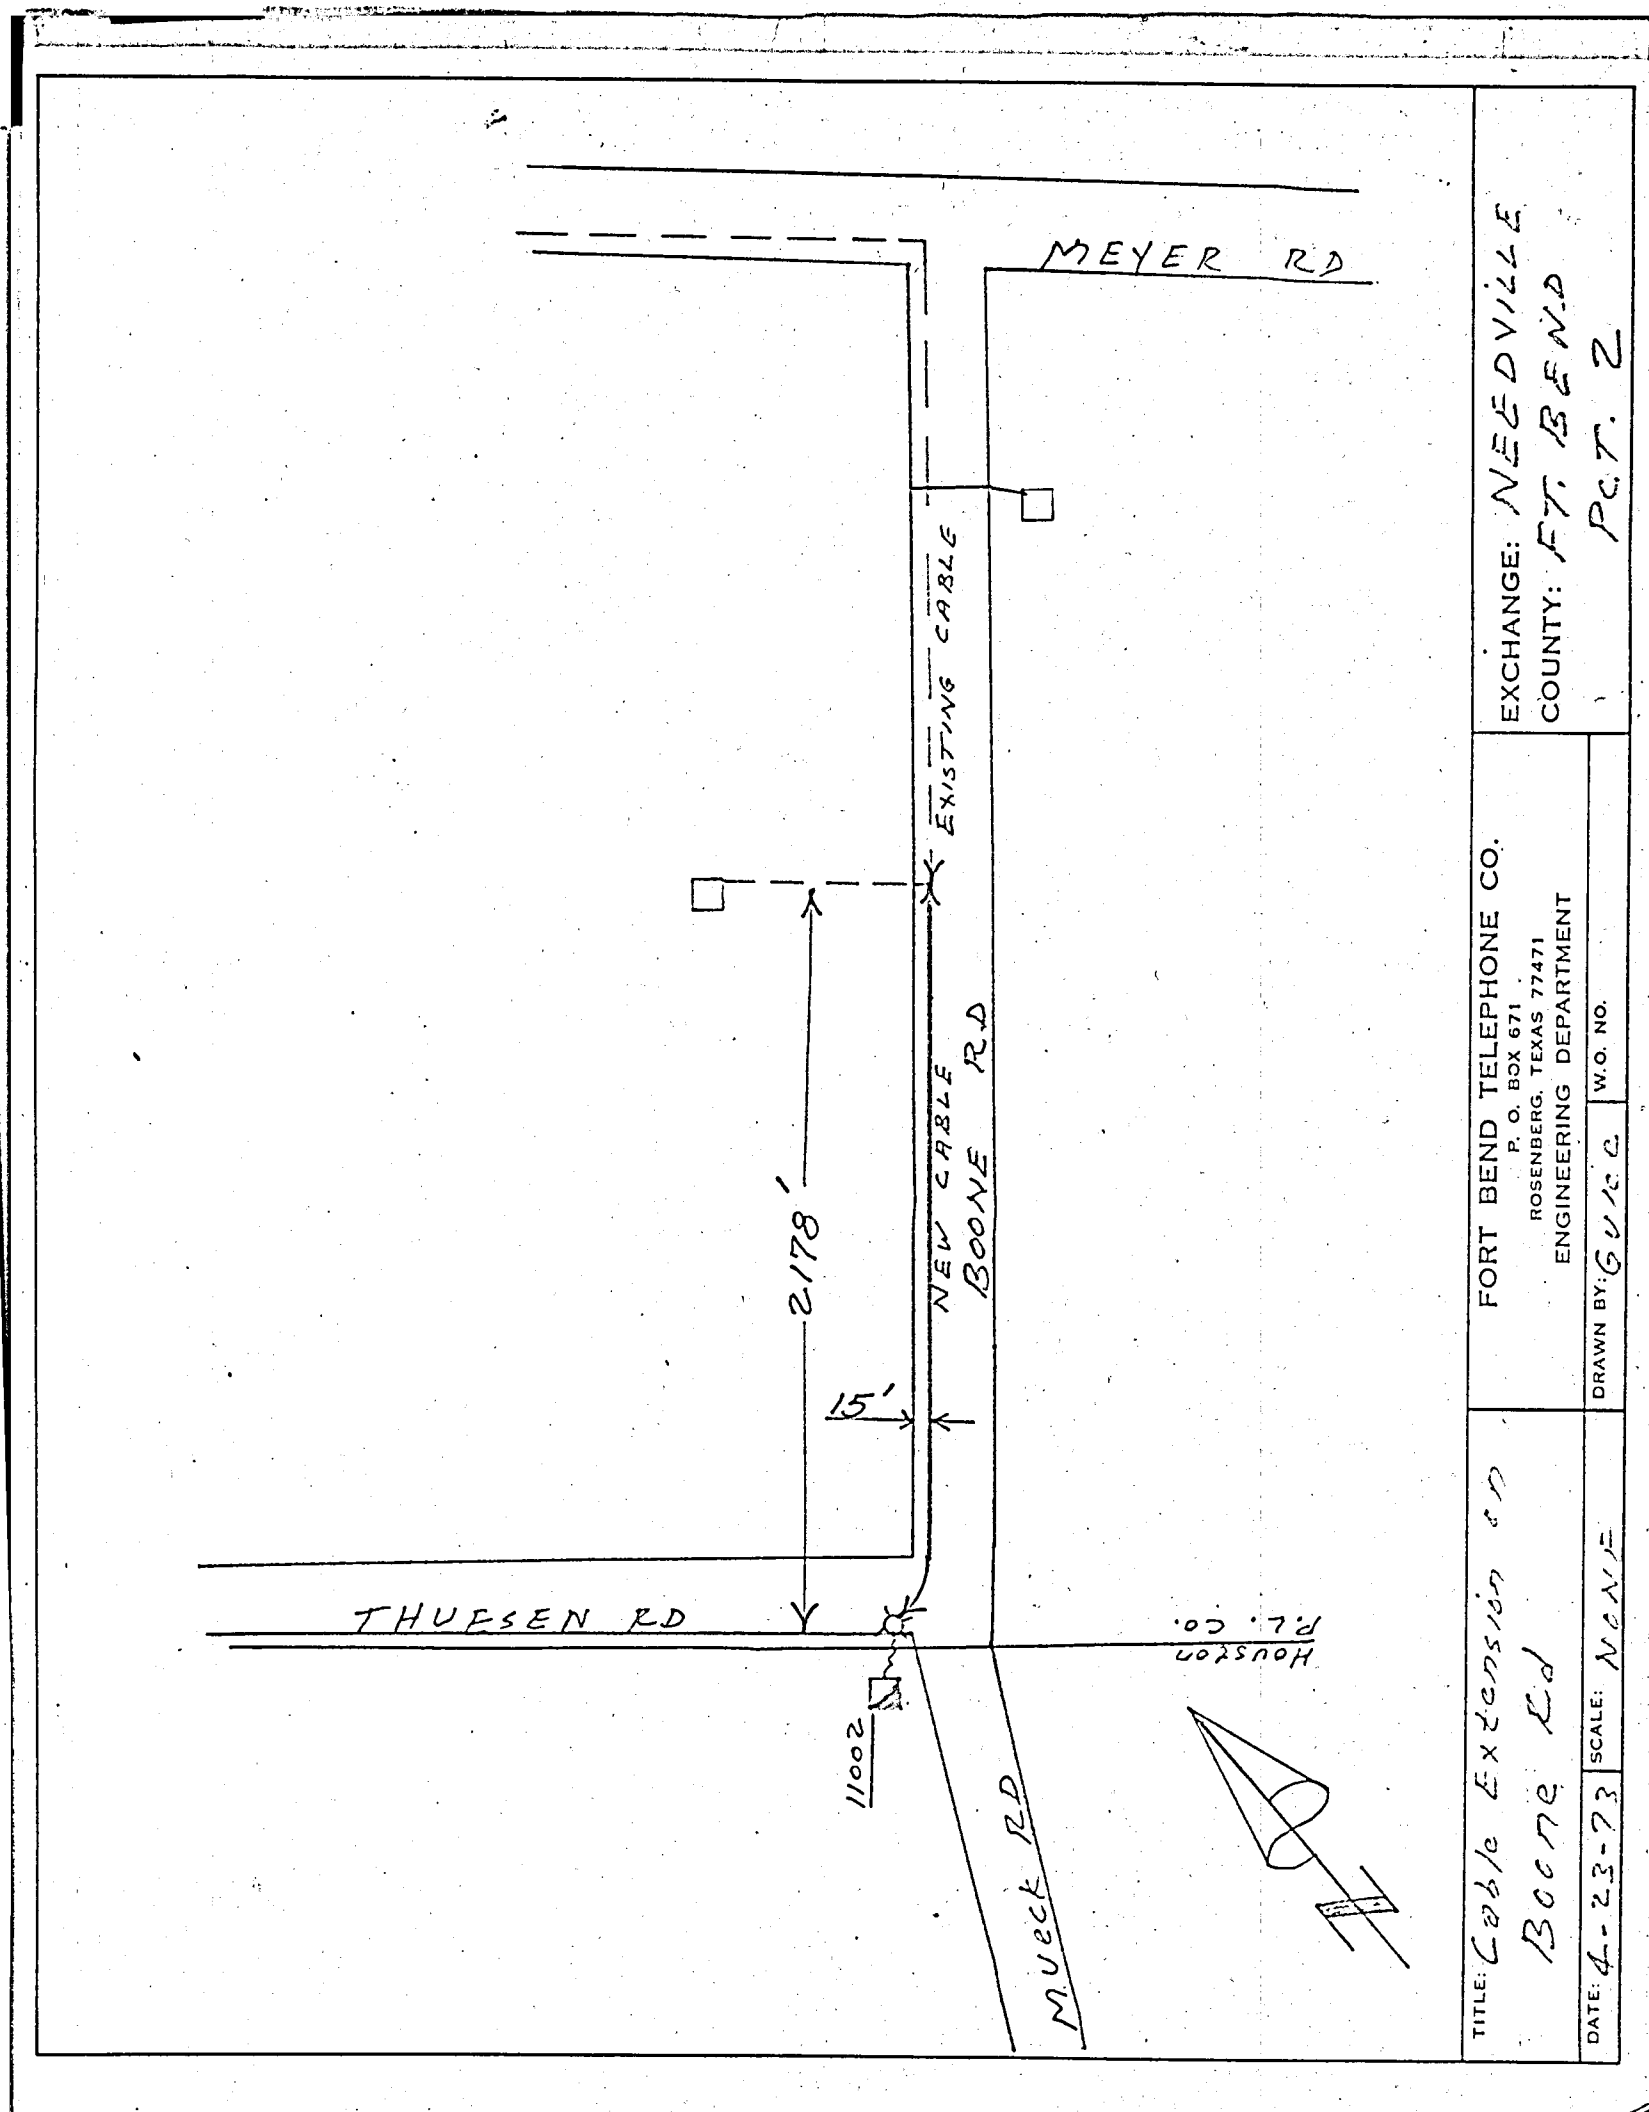 MEYER RD
EXISTING CABLE
NEW CABLE
BOONE RD
2178'
15'
THUESEN RD
11002
MUECK RD
HOUSTON
P.L. CO.
N
TITLE: Cable Extension on
Boone Rd
DATE: 4-23-73
SCALE: NONE
FORT BEND TELEPHONE CO.
P. O. BOX 671
ROSENBERG, TEXAS 77471
ENGINEERING DEPARTMENT
DRAWN BY:
W.O. NO.
EXCHANGE: NEEDVILLE
COUNTY: FT. BEND
PCT. 2